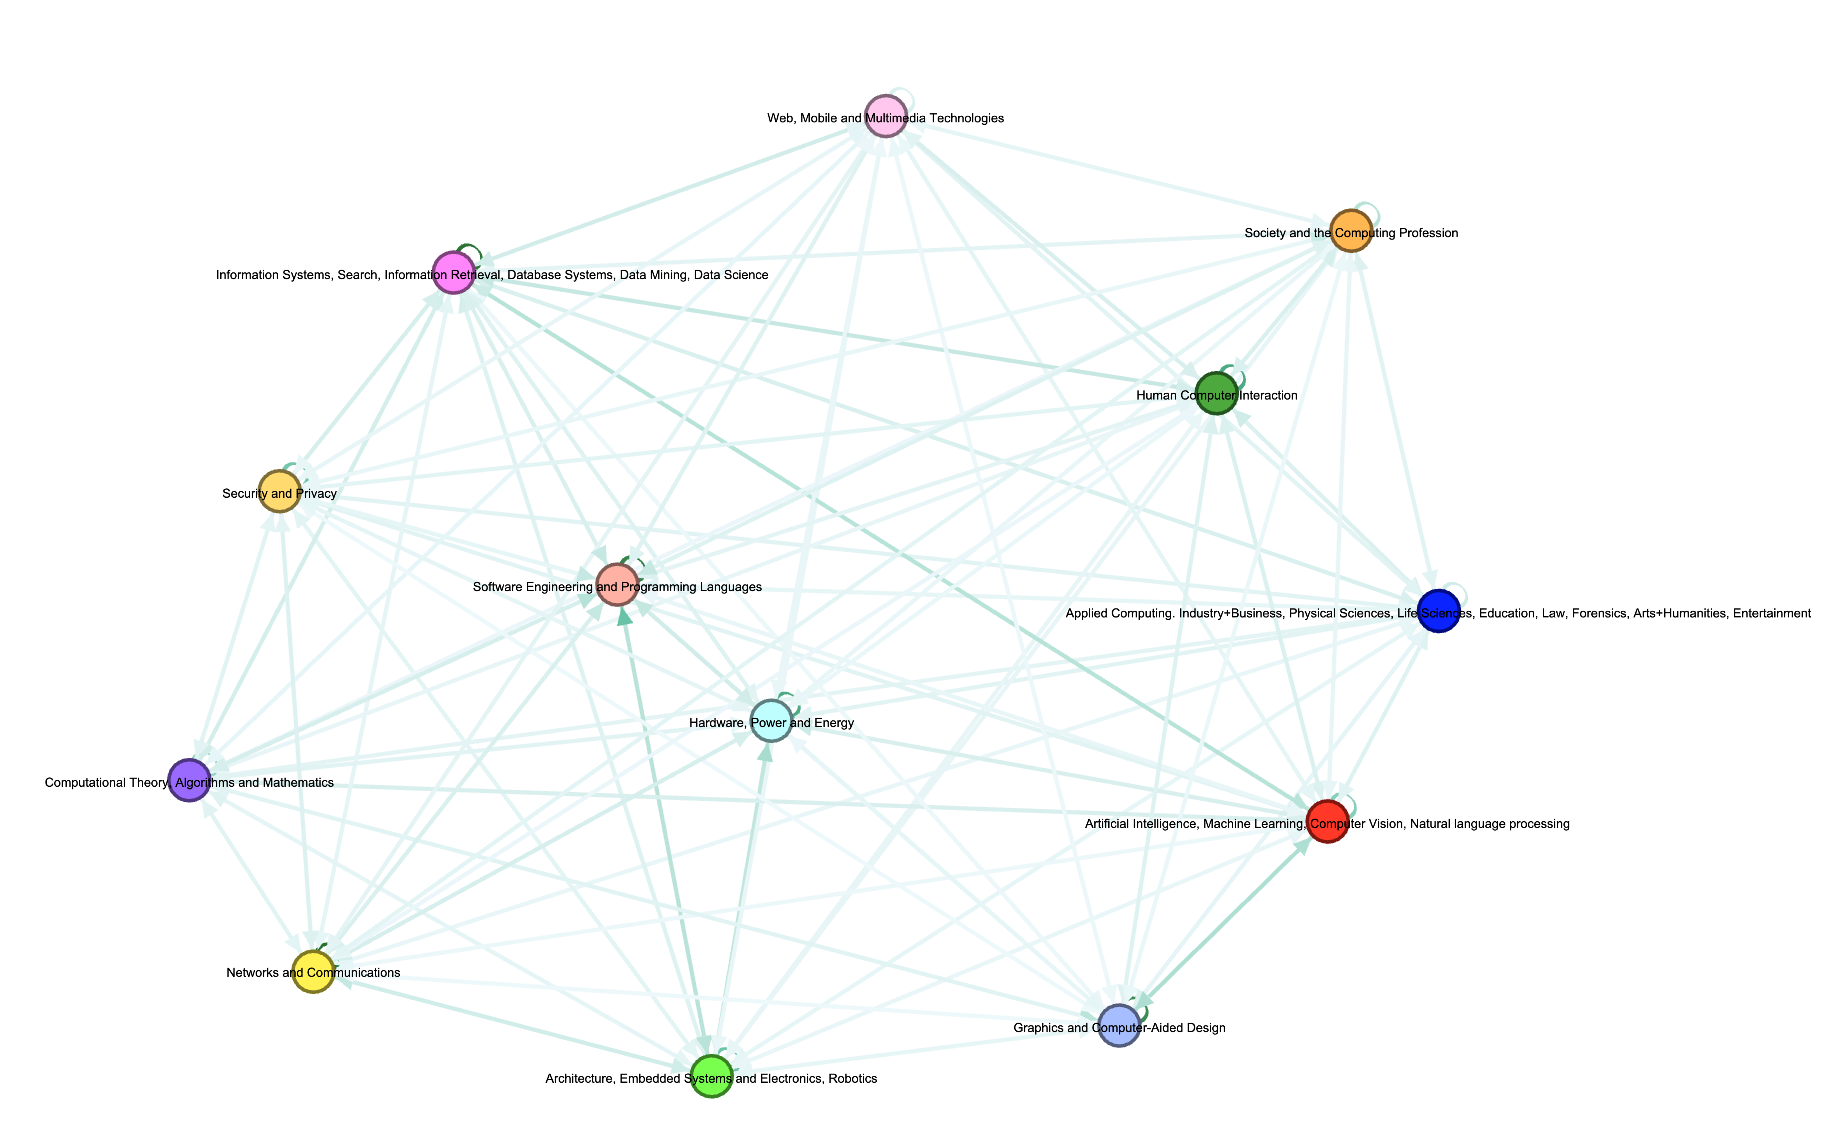 Web, Mobile and Multimedia Technologies
Society and the Computing Profession
Information Systems, Search, Information Retrieval, Database Systems, Data Mining, Data Science
Human Computer Interaction
Security and Privacy
Software Engineering and Programming Languages
Applied Computing. Industry+Business, Physical Sciences, Life Sciences, Education, Law, Forensics, Arts+Humanities, Entertainment
Hardware, Power and Energy
Computational Theory, Algorithms and Mathematics
Artificial Intelligence, Machine Learning, Computer Vision, Natural language processing
Networks and Communications
Graphics and Computer-Aided Design
Architecture, Embedded Systems and Electronics, Robotics